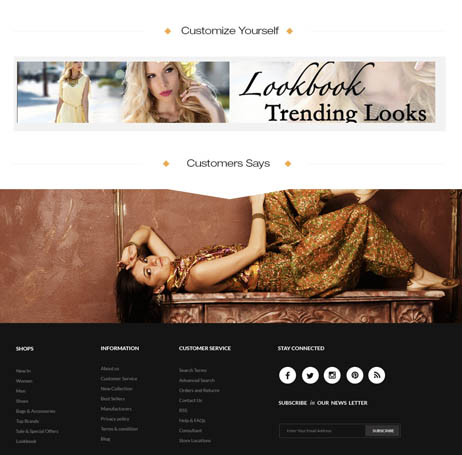 Customize Yourself
Lookbook
Trending Looks
Customers Says
SHOPS
New In
Women
Men
Shoes
Bags & Accessories
Top Brands
Sale & Special Offers
Lookbook
INFORMATION
About us
Customer Service
New Collection
Best Sellers
Manufacturers
Privacy policy
Terms & condition
Blog
CUSTOMER SERVICE
Search Terms
Advanced Search
Orders and Returns
Contact Us
RSS
Help & FAQs
Consultant
Store Locations
STAY CONNECTED
SUBSCRIBE in OUR NEWS LETTER
Enter Your Email Address
SUBSCRIBE